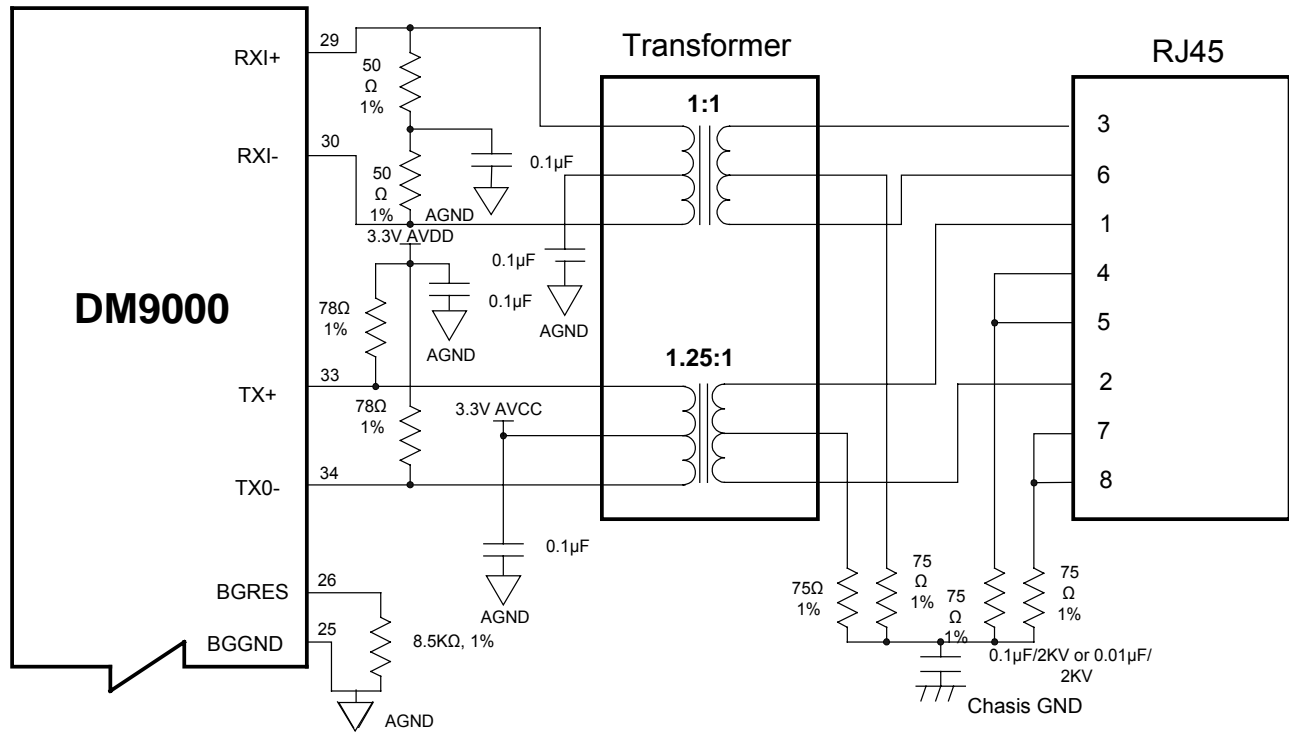 Transformer
RJ45
DM9000
RXI+
29
RXI-
30
50
Ω
1%
50
Ω
1%
0.1µF
AGND
3.3V AVDD
0.1µF
0.1µF
AGND
AGND
1:1
3
6
1
4
5
2
7
8
78Ω
1%
TX+
33
78Ω
1%
3.3V AVCC
1.25:1
TX0-
34
0.1µF
AGND
BGRES
26
BGGND
25
8.5KΩ, 1%
AGND
75Ω
1%
75
Ω
1%
75
Ω
1%
75
Ω
1%
0.1µF/2KV or 0.01µF/
2KV
Chasis GND